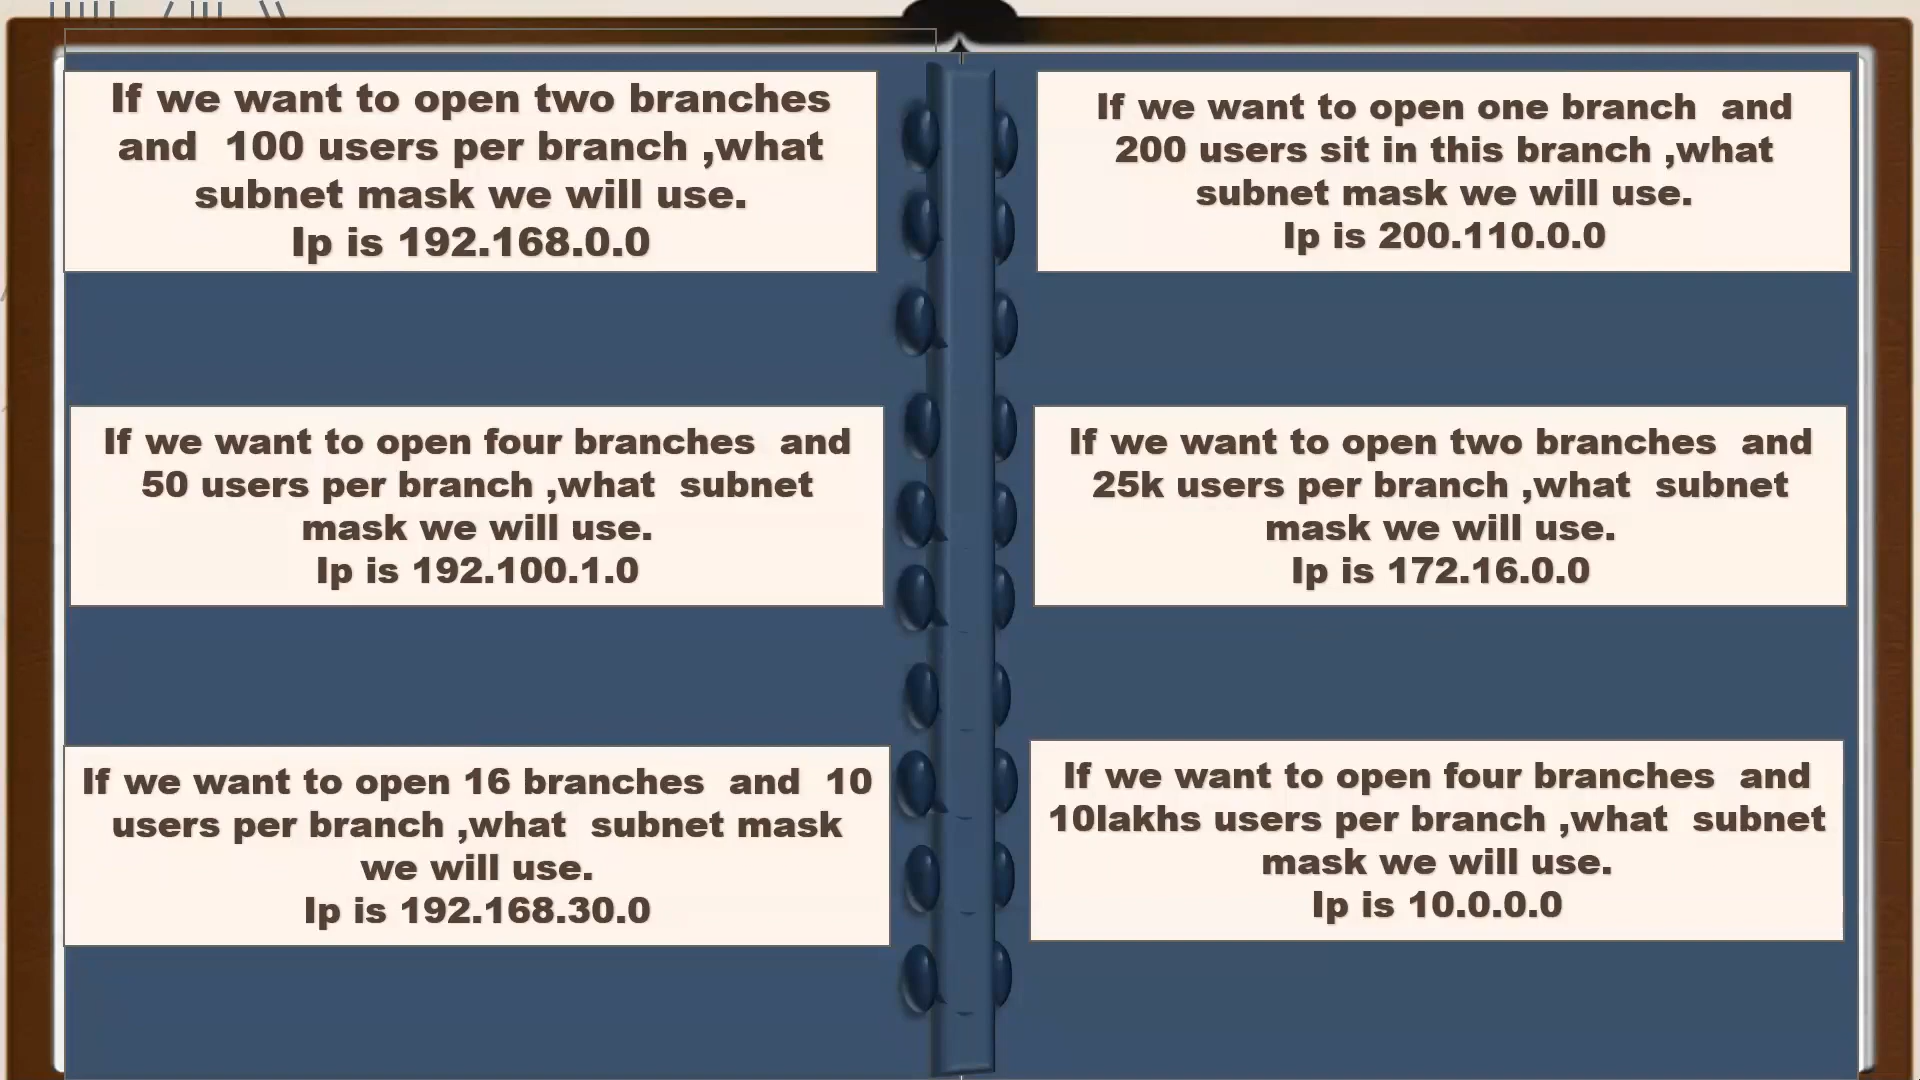 If we want to open two branches
and 100 users per branch ,what
subnet mask we will use.
Ip is 192.168.0.0
If we want to open four branches and
50 users per branch ,what subnet
mask we will use.
Ip is 192.100.1.0
If we want to open 16 branches and 10
users per branch ,what subnet mask
we will use.
Ip is 192.168.30.0
If we want to open one branch and
200 users sit in this branch ,what
subnet mask we will use.
Ip is 200.110.0.0
If we want to open two branches and
25k users per branch ,what subnet
mask we will use.
Ip is 172.16.0.0
If we want to open four branches and
10lakhs users per branch ,what subnet
mask we will use.
Ip is 10.0.0.0